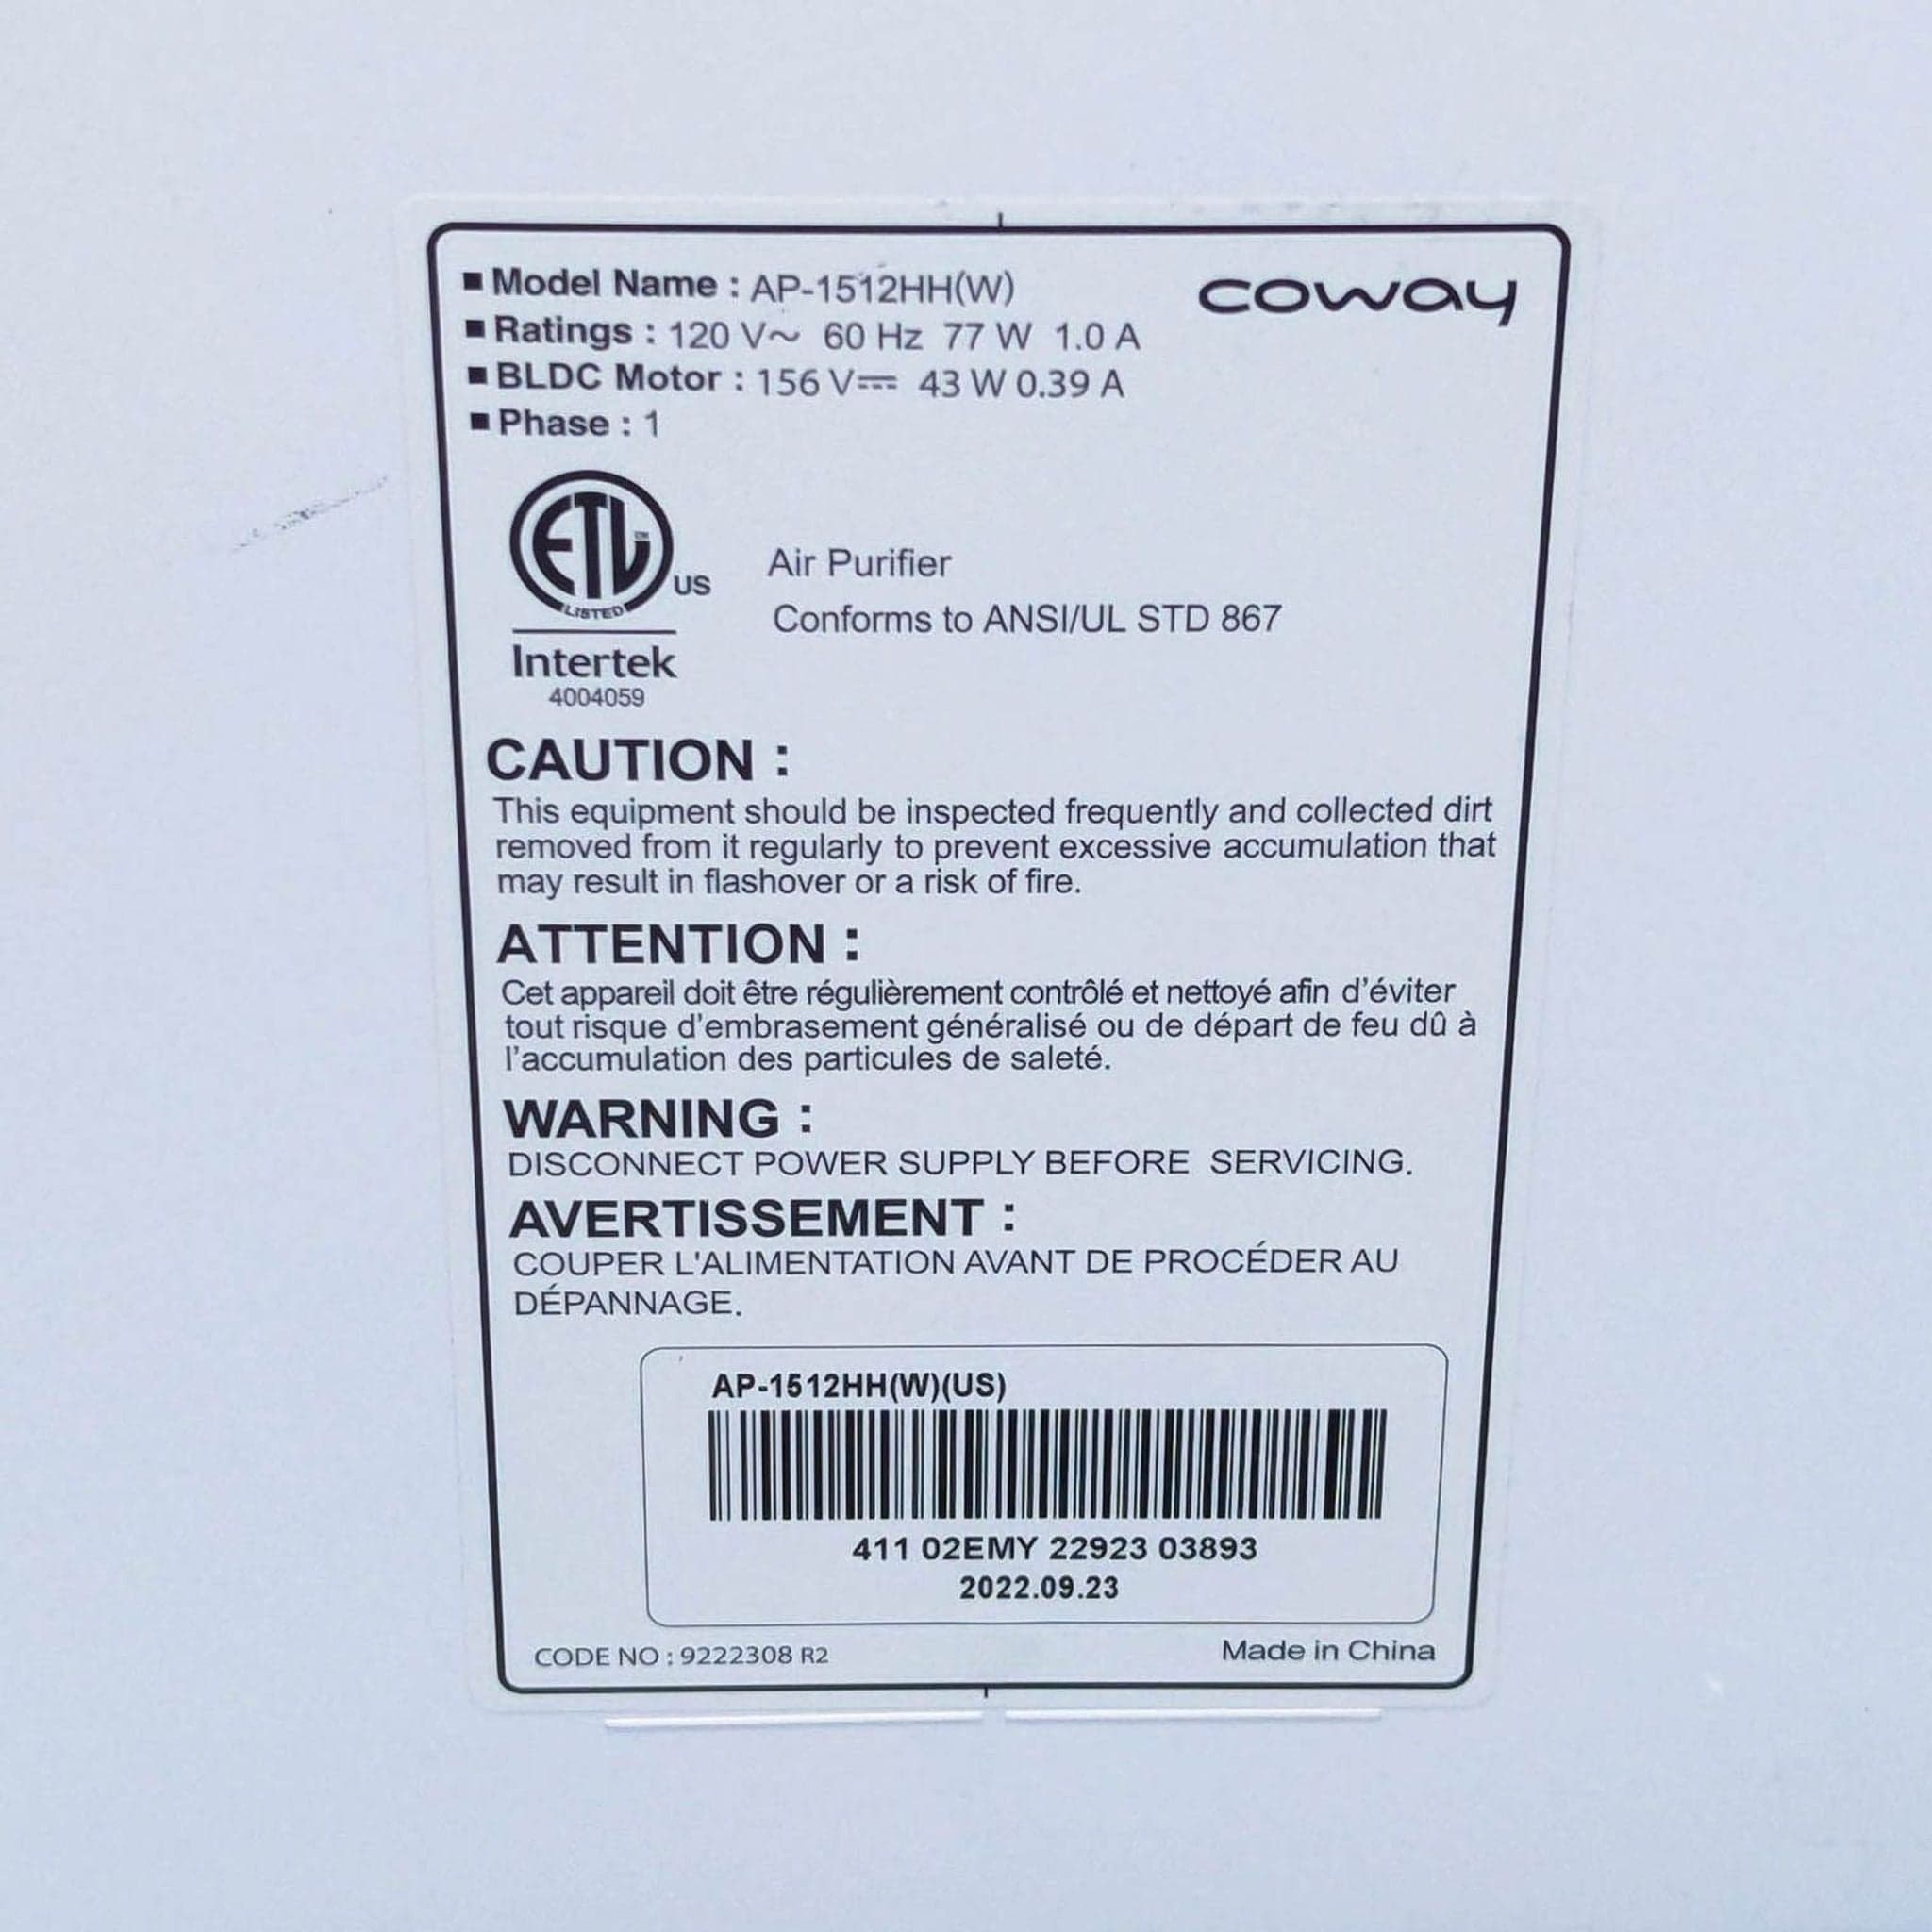 ■ Model Name : AP-1512HH(W)
coway
■ Ratings : 120 V~ 60 Hz 77 W 1.0 A
■ BLDC Motor : 156 V⎓ 43 W 0.39 A
■ Phase : 1
ETL
LISTED
US
Intertek
4004059
Air Purifier
Conforms to ANSI/UL STD 867
CAUTION :
This equipment should be inspected frequently and collected dirt
removed from it regularly to prevent excessive accumulation that
may result in flashover or a risk of fire.
ATTENTION :
Cet appareil doit être régulièrement contrôlé et nettoyé afin d'éviter
tout risque d'embrasement généralisé ou de départ de feu dû à
l'accumulation des particules de saleté.
WARNING :
DISCONNECT POWER SUPPLY BEFORE SERVICING.
AVERTISSEMENT :
COUPER L'ALIMENTATION AVANT DE PROCÉDER AU
DÉPANNAGE.
AP-1512HH(W)(US)
411 02EMY 22923 03893
2022.09.23
CODE NO : 9222308 R2
Made in China